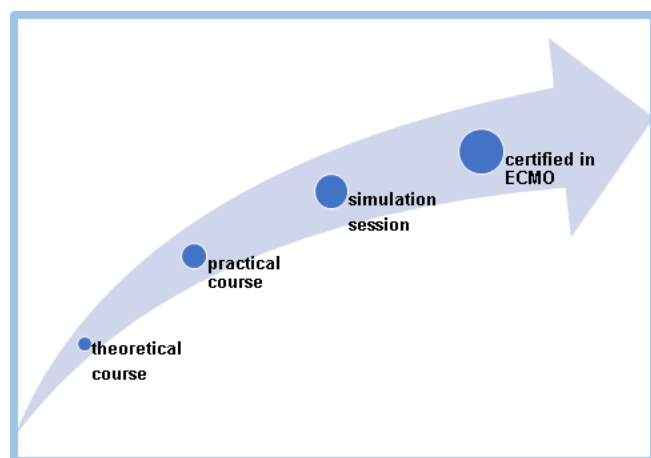 certified in
ECMO
simulation
session
practical
course
theoretical
course